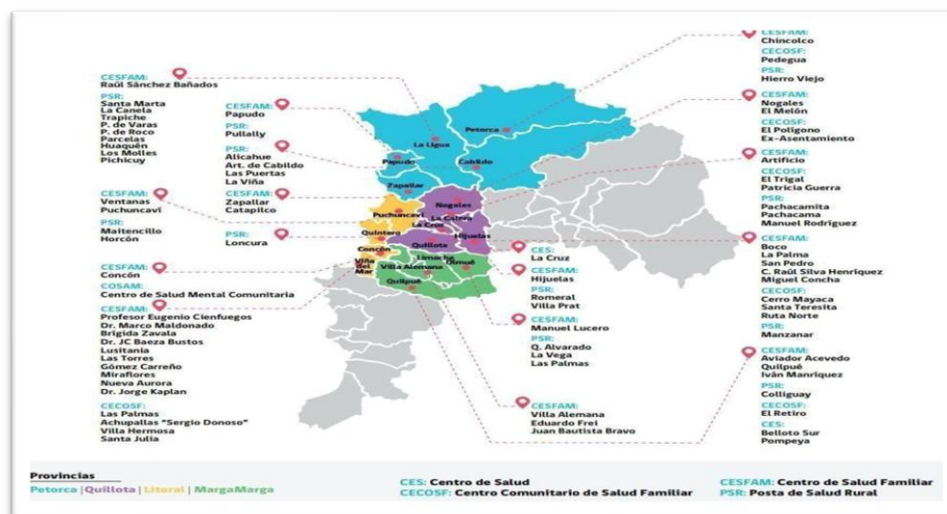 CESFAM:
Raúl Sánchez Bañados
PSR:
Santa Marta
La Canela
Trapiche
P. de Varas
P. de Roco
Parcelas
Huaquén
Los Molles
Pichicuy
CESFAM:
Ventanas
Puchuncaví
PSR:
Maitencillo
Horcón
CESFAM:
Concón
COSAM:
Centro de Salud Mental Comunitaria
CESFAM:
Profesor Eugenio Cienfuegos
Dr. Marco Maldonado
Brígida Zavala
Dr. JC Baeza Bustos
Lusitania
Las Torres
Gómez Carreño
Miraflores
Nueva Aurora
Dr. Jorge Kaplan
CECOSF:
Las Palmas
Achupallas "Sergio Donoso"
Villa Hermosa
Santa Julia
CESFAM:
Papudo
PSR:
Pullally
PSR:
Alicahue
Art. de Cabildo
Las Puertas
La Viña
CESFAM:
Zapallar
Catapilco
PSR:
Loncura
Petorca
La Ligua
Papudo
Cabildo
Zapallar
Nogales
Puchuncaví
La Calera
La Cruz
Quintero
Hijuelas
Quillota
Concón
Limache
Olmué
Viña
Del
Mar
Villa Alemana
Quilpué
CES:
La Cruz
CESFAM:
Hijuelas
PSR:
Romeral
Villa Prat
CESFAM:
Manuel Lucero
PSR:
Q. Alvarado
La Vega
Las Palmas
CESFAM:
Villa Alemana
Eduardo Frei
Juan Bautista Bravo
CESFAM:
Chincolco
CECOSF:
Pedegua
PSR:
Hierro Viejo
CESFAM:
Nogales
El Melón
CECOSF:
El Polígono
Ex-Asentamiento
CESFAM:
Artificio
CECOSF:
El Trigal
Patricia Guerra
PSR:
Pachacamita
Pachacama
Manuel Rodríguez
CESFAM:
Boco
La Palma
San Pedro
C. Raúl Silva Henríquez
Miguel Concha
CECOSF:
Cerro Mayaca
Santa Teresita
Ruta Norte
PSR:
Manzanar
CESFAM:
Aviador Acevedo
Quilpué
Iván Manríquez
PSR:
Colliguay
CECOSF:
El Retiro
CES:
Belloto Sur
Pompeya
Provincias
Petorca | Quillota | Litoral | MargaMarga
CES: Centro de Salud
CECOSF: Centro Comunitario de Salud Familiar
CESFAM: Centro de Salud Familiar
PSR: Posta de Salud Rural